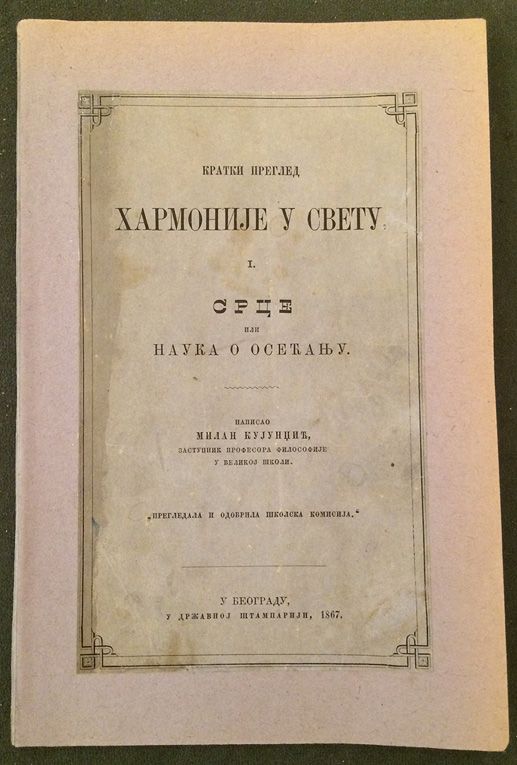 КРАТКИ ПРЕГЛЕД
ХАРМОНИЈЕ У СВЕТУ.
I.
СРЦЕ
ИЛИ
НАУКА О ОСЕЋАЊУ.
НАПИСАО
МИЛАН КУЈУНЏИЋ,
ЗАСТУПНИК ПРОФЕСОРА ФИЛОСОФИЈЕ
У ВЕЛИКОЈ ШКОЛИ.
„ПРЕГЛЕДАЛА И ОДОБРИЛА ШКОЛСКА КОМИСИЈА.“
У БЕОГРАДУ,
У ДРЖАВНОЈ ШТАМПАРИЈИ, 1867.